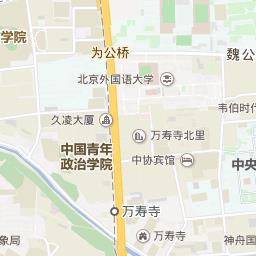 学院
为公桥
魏公
北京外国语大学
韦伯时代
久凌大厦
万寿寺北里
中国青年
政治学院
中协宾馆
中央
万寿寺
万寿寺
象局
神舟国